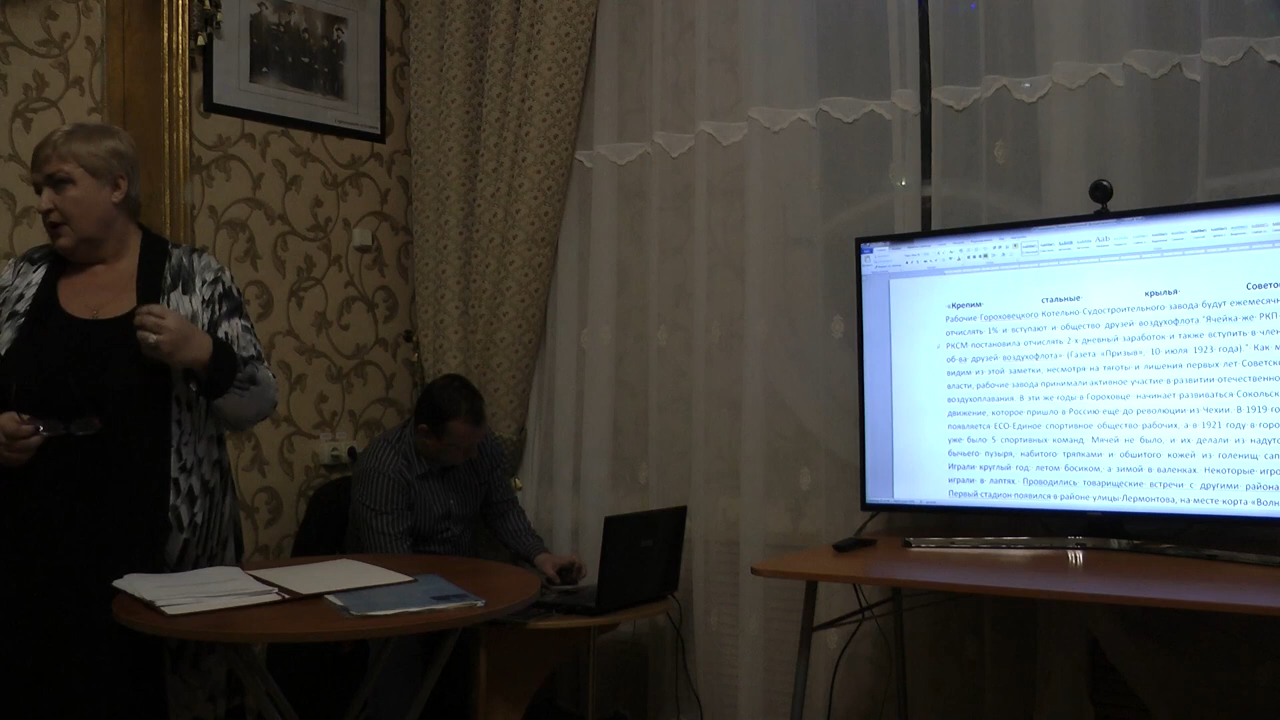 «Крепим стальные крылья
Рабочие Гороховецкого Котельно-Судостроительного завода будут ежемесячн
отчислять 1% и вступают и общество друзей воздухофлота "Ячейка же РКП
РКСМ постановила отчислять 2-х дневный заработок и также вступить в член
об-ва друзей воздухофлота» (Газета «Призыв», 10 июля 1923 года)." Как м
видим из этой заметки, несмотря на тяготы и лишения первых лет Советско
власти, рабочие завода принимали активное участие в развитии отечественно
воздухоплавания. В эти же годы в Гороховце начинает развиваться Сокольск
движение, которое пришло в Россию ещё до революции из Чехии. В 1919 го
появляется ЕСО-Единое спортивное общество рабочих, а в 1921 году в горо
уже было 5 спортивных команд. Мячей не было, и их делали из надуто
бычьего пузыря, набитого тряпками и обшитого кожей из голенищ сап
Играли круглый год: летом босиком, а зимой в валенках. Некоторые игро
играли в лаптях. Проводились товарищеские встречи с другими района
Первый стадион появился в районе улицы Лермонтова, на месте корта «Волн